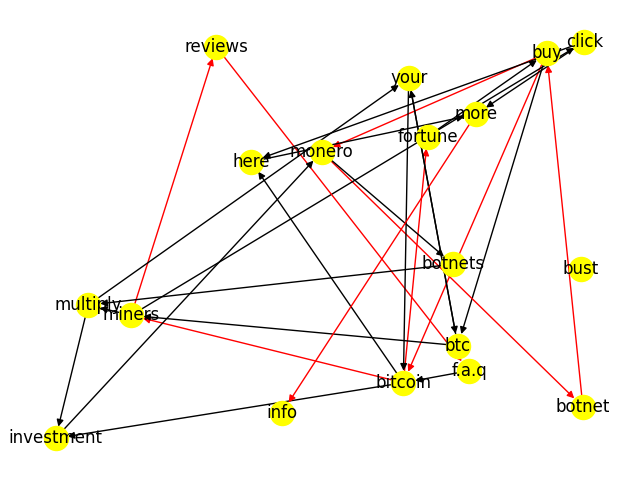 click
reviews
buy
your
more
fortune
monero
here
botnets
bust
multiply
miners
btc
f.a.q
bitcoin
botnet
info
investment